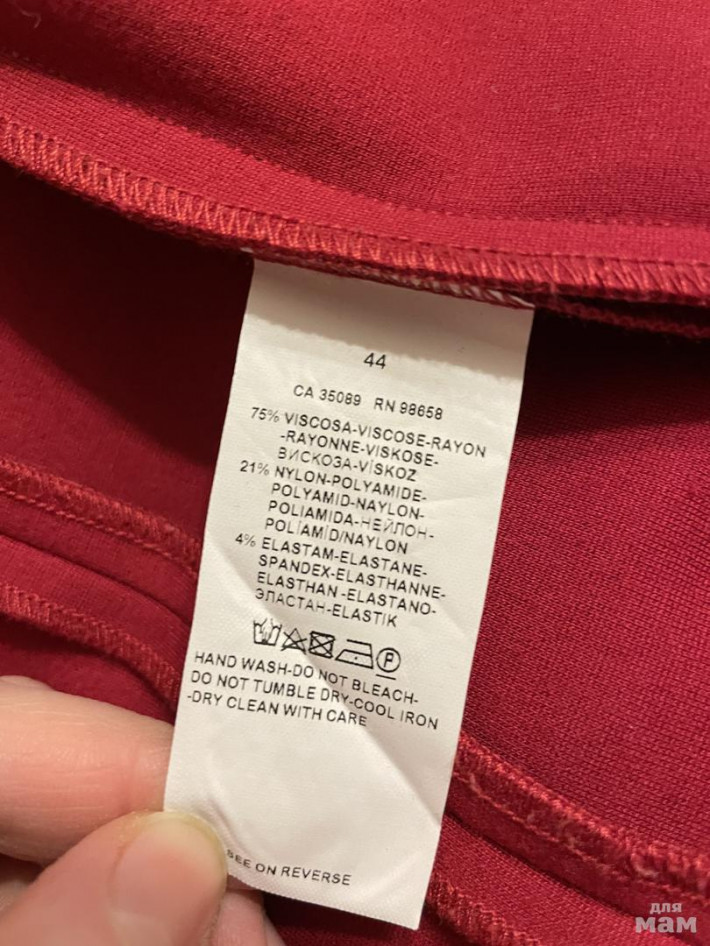 44
CA 35089 RN 98658
75% VISCOSA-VISCOSE-RAYON
-RAYONNE-VISKOSE-
ВИСКОЗА-VİSKOZ
21% NYLON-POLYAMIDE-
POLYAMID-NAYLON-
POLIAMIDA-НЕЙЛОН-
POLİAMİD/NAYLON
4% ELASTAM-ELASTANE-
SPANDEX-ELASTHANNE-
ELASTHAN -ELASTANO-
ЭЛАСТАН-ELASTIK
P
HAND WASH-DO NOT BLEACH-
DO NOT TUMBLE DRY-COOL IRON
-DRY CLEAN WITH CARE
SEE ON REVERSE
для
мам